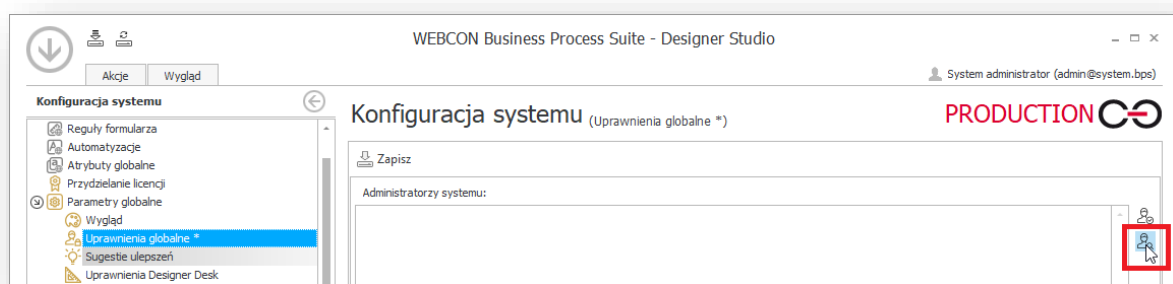 WEBCON Business Process Suite - Designer Studio
Akcje Wygląd
System administrator (admin@system.bps)
Konfiguracja systemu
Reguły formularza
Automatyzacje
Atrybuty globalne
Przydzielanie licencji
Parametry globalne
Wygląd
Uprawnienia globalne *
Sugestie ulepszeń
Uprawnienia Designer Desk
Konfiguracja systemu (Uprawnienia globalne *)
PRODUCTION
Zapisz
Administratorzy systemu: